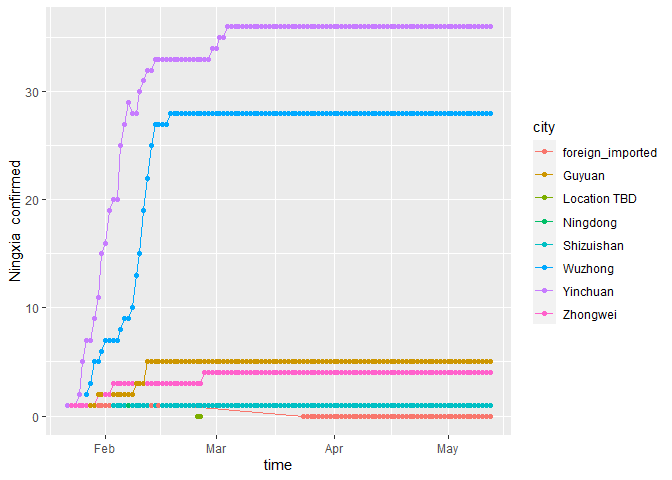 Ningxia confirmed
30
20
10
0
Feb
Mar
Apr
May
time
city
foreign_imported
Guyuan
Location TBD
Ningdong
Shizuishan
Wuzhong
Yinchuan
Zhongwei